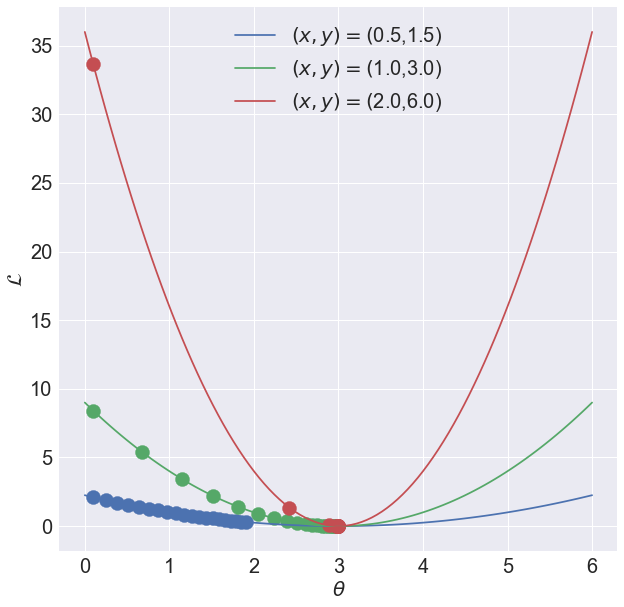 (x, y) = (0.5,1.5)
(x, y) = (1.0,3.0)
(x, y) = (2.0,6.0)
35
30
25
20
15
10
5
0
ℒ
0 1 2 3 4 5 6
θ